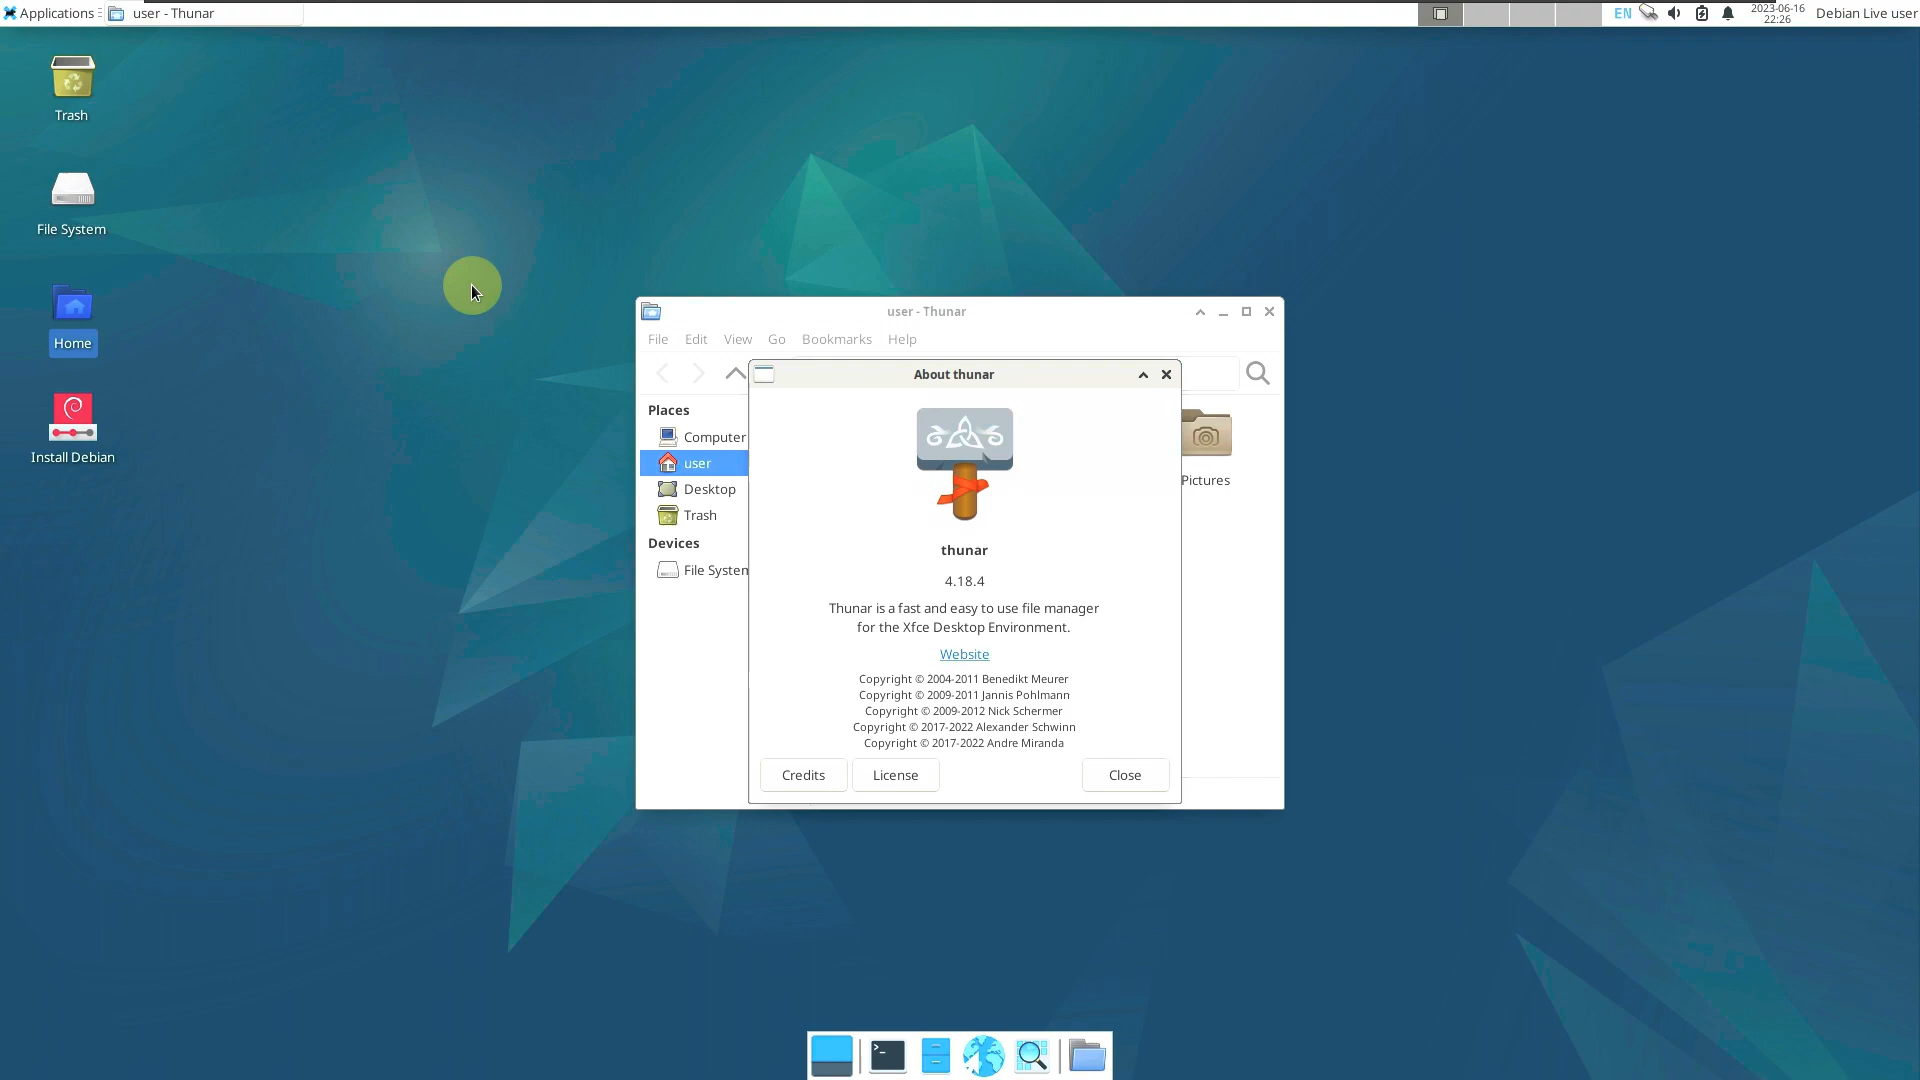 Applications
user - Thunar
EN
2023-06-16
22:26
Debian Live user
Trash
File System
Home
Install Debian
user - Thunar
File Edit View Go Bookmarks Help
About thunar
Places
Computer
user
Desktop
Trash
Devices
File System
Pictures
thunar
4.18.4
Thunar is a fast and easy to use file manager
for the Xfce Desktop Environment.
Website
Copyright © 2004-2011 Benedikt Meurer
Copyright © 2009-2011 Jannis Pohlmann
Copyright © 2009-2012 Nick Schermer
Copyright © 2017-2022 Alexander Schwinn
Copyright © 2017-2022 Andre Miranda
Credits License Close